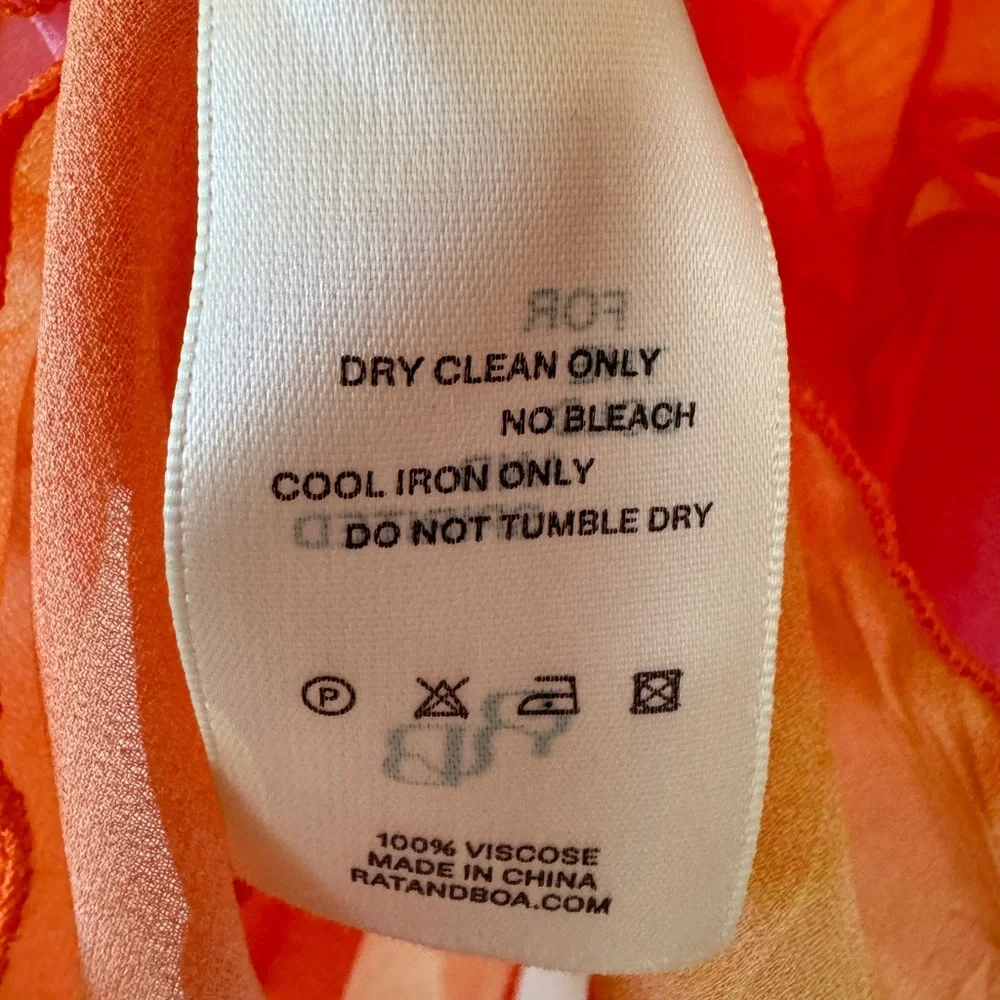 FOR
DRY CLEAN ONLY
NO BLEACH
COOL IRON ONLY
DO NOT TUMBLE DRY
P
100% VISCOSE
MADE IN CHINA
RATANDBOA.COM